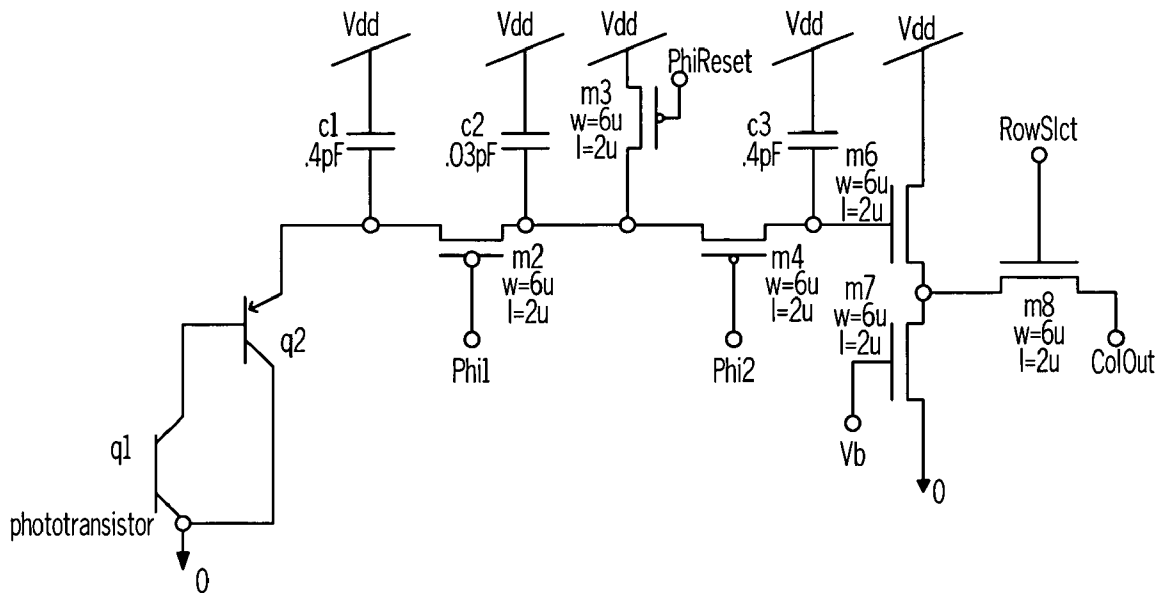 Vdd
Vdd
Vdd
Vdd
Vdd
PhiReset
m3
w=6u
l=2u
c1
.4pF
c2
.03pF
c3
.4pF
m6
w=6u
l=2u
RowSlct
m2
w=6u
l=2u
m4
w=6u
l=2u
m7
w=6u
l=2u
m8
w=6u
l=2u
q2
Phi1
Phi2
ColOut
Vb
q1
0
phototransistor
0